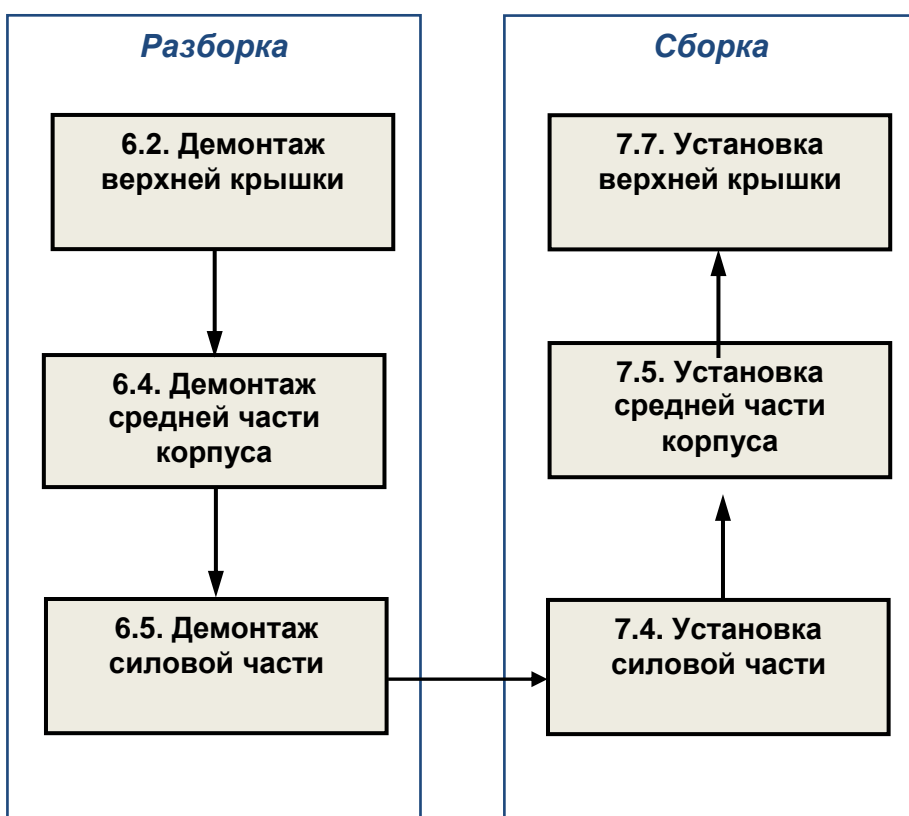 Разборка
6.2. Демонтаж
верхней крышки
6.4. Демонтаж
средней части
корпуса
6.5. Демонтаж
силовой части
Сборка
7.7. Установка
верхней крышки
7.5. Установка
средней части
корпуса
7.4. Установка
силовой части